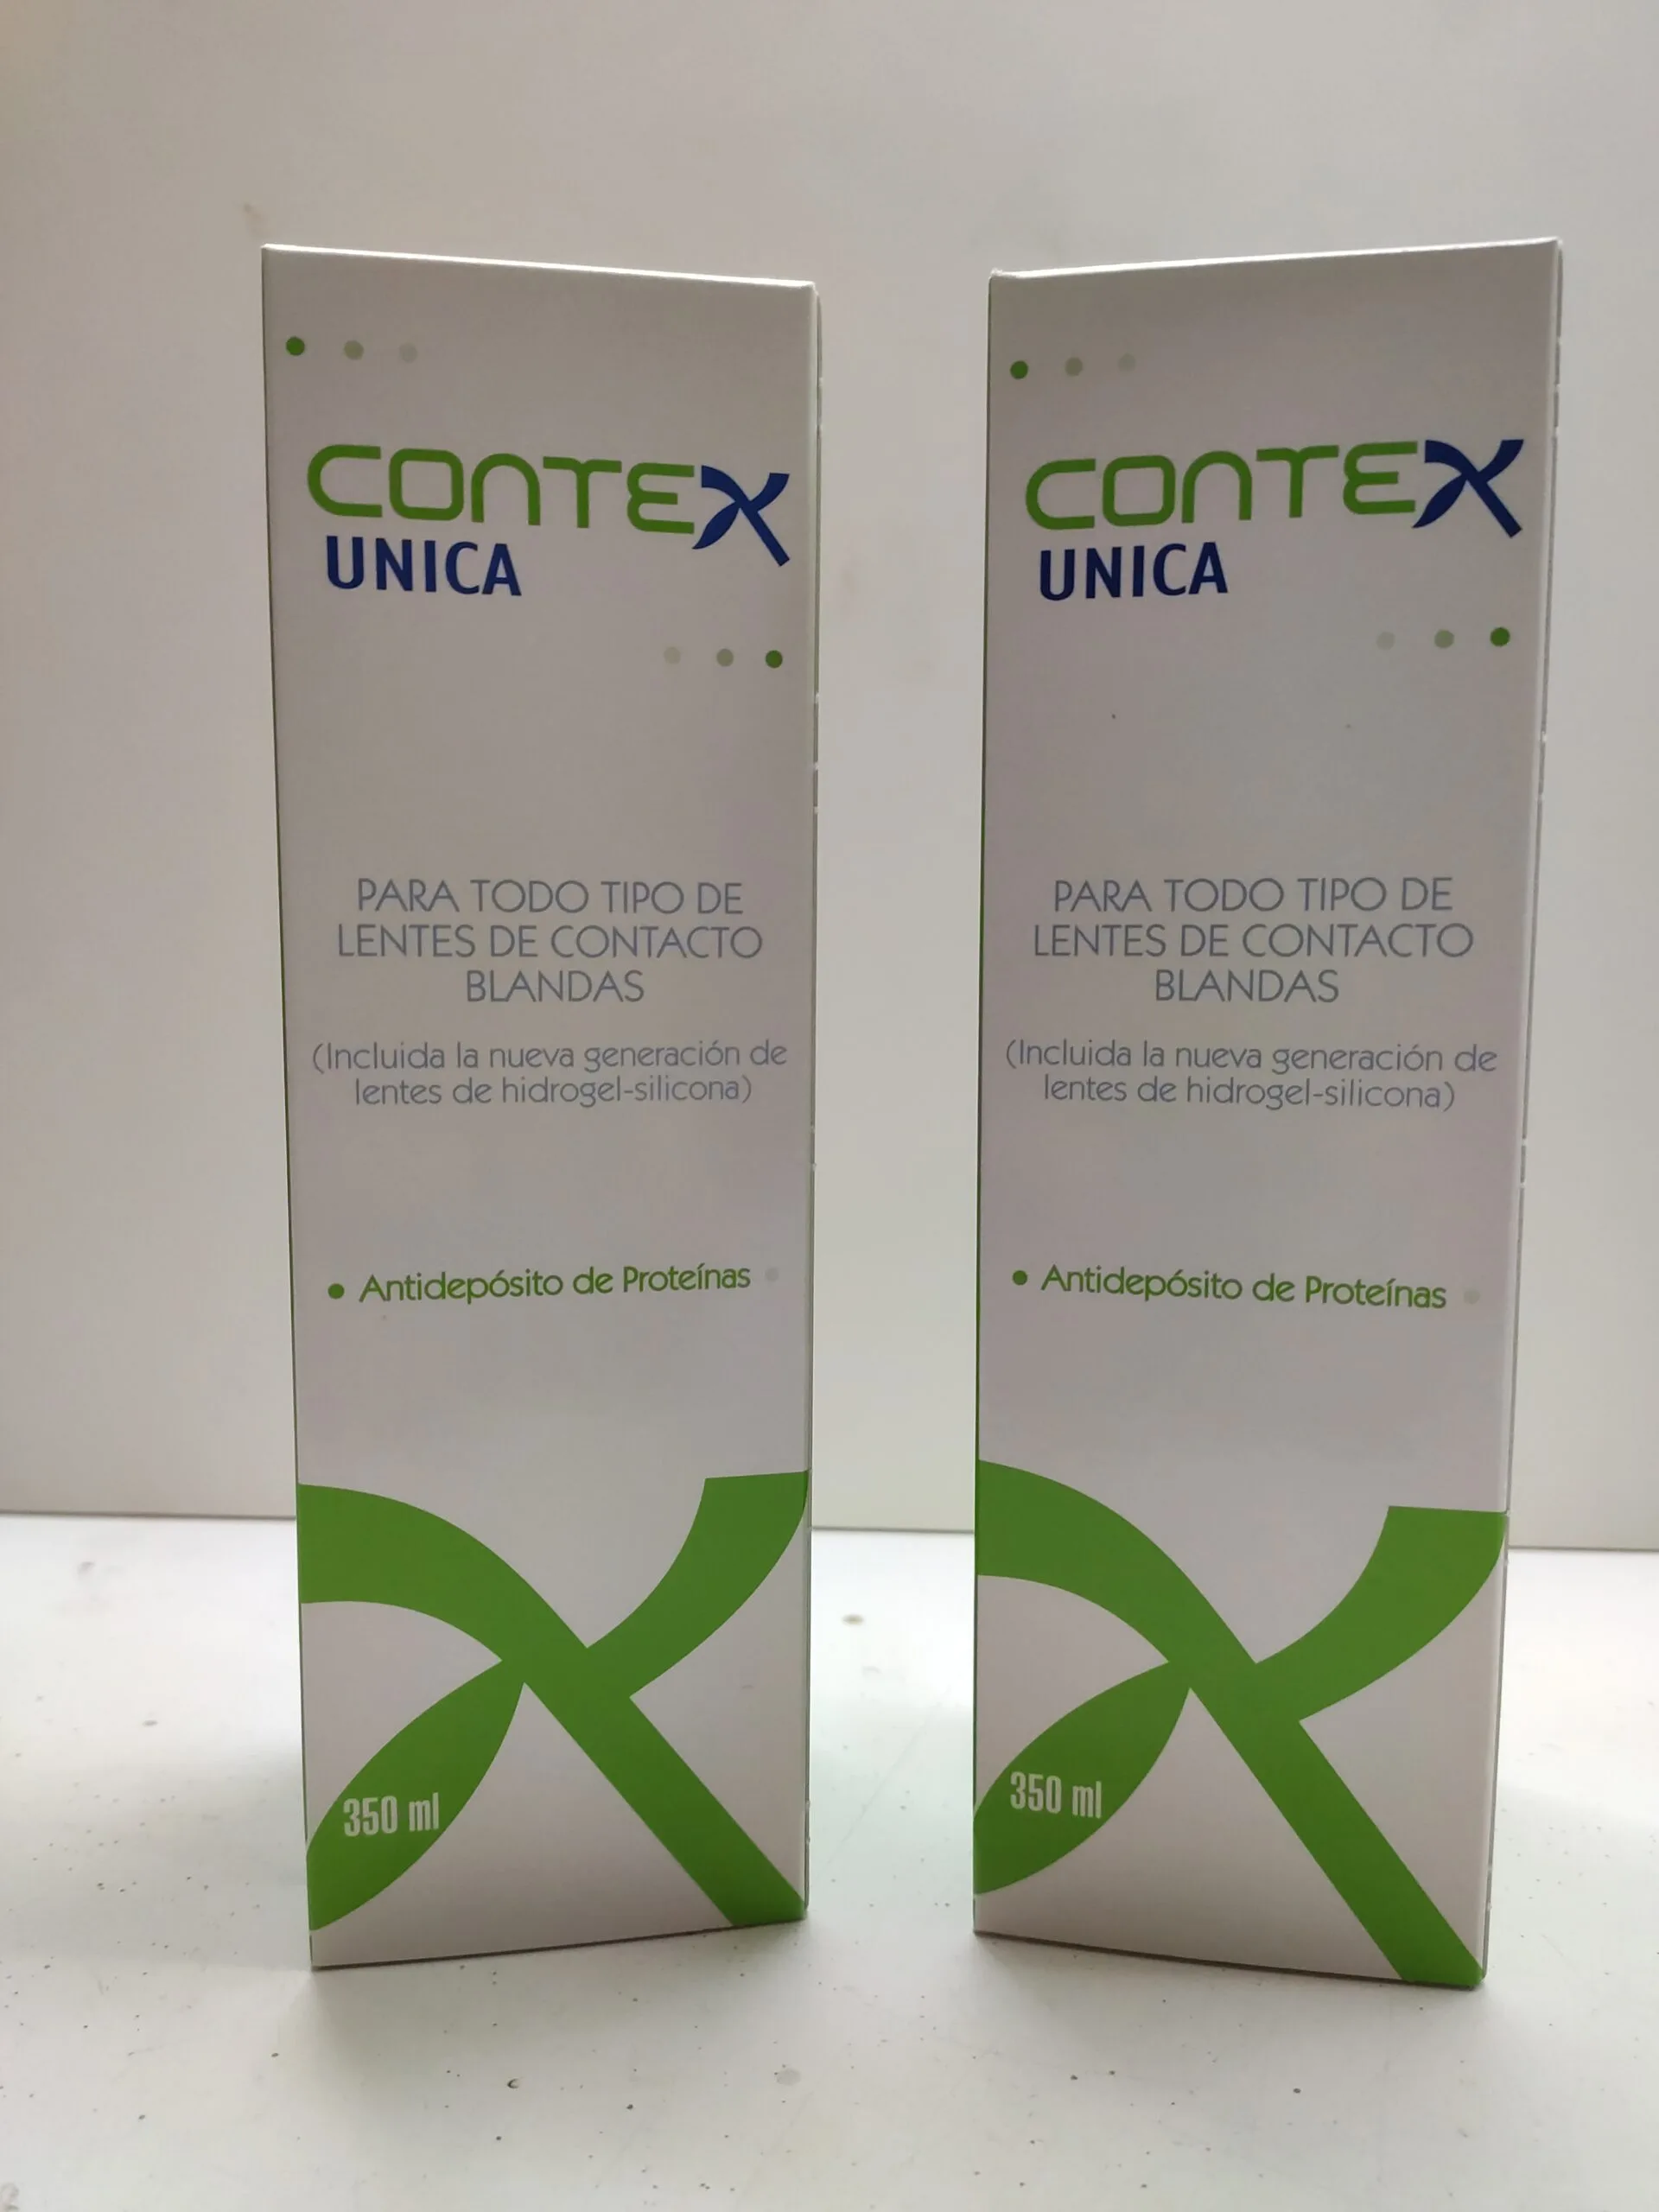 CONTEX
UNICA
PARA TODO TIPO DE
LENTES DE CONTACTO
BLANDAS
(Incluida la nueva generación de
lentes de hidrogel-silicona)
• Antidepósito de Proteínas
350 ml
CONTEX
UNICA
PARA TODO TIPO DE
LENTES DE CONTACTO
BLANDAS
(Incluida la nueva generación de
lentes de hidrogel-silicona)
• Antidepósito de Proteínas
350 ml